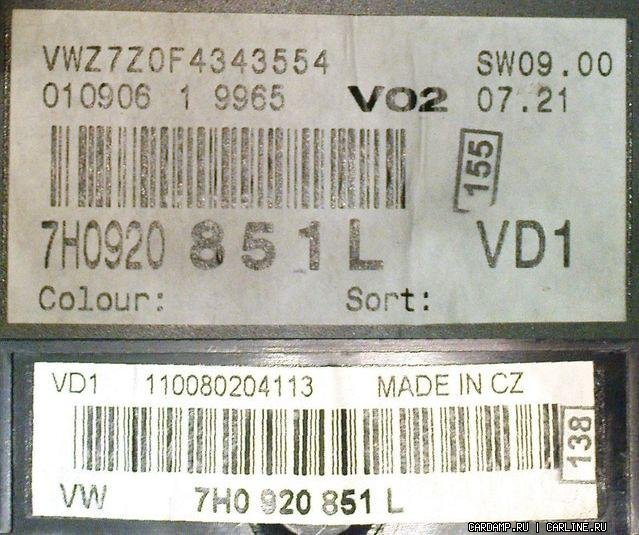 VWZ7Z0F4343554 SW09.00
010906 1 9965 V02 07.21
155
7H0920 851L VD1
Colour: Sort:
VD1 110080204113 MADE IN CZ
138
VW 7H0 920 851 L
CARDAMP.RU | CARLINE.RU